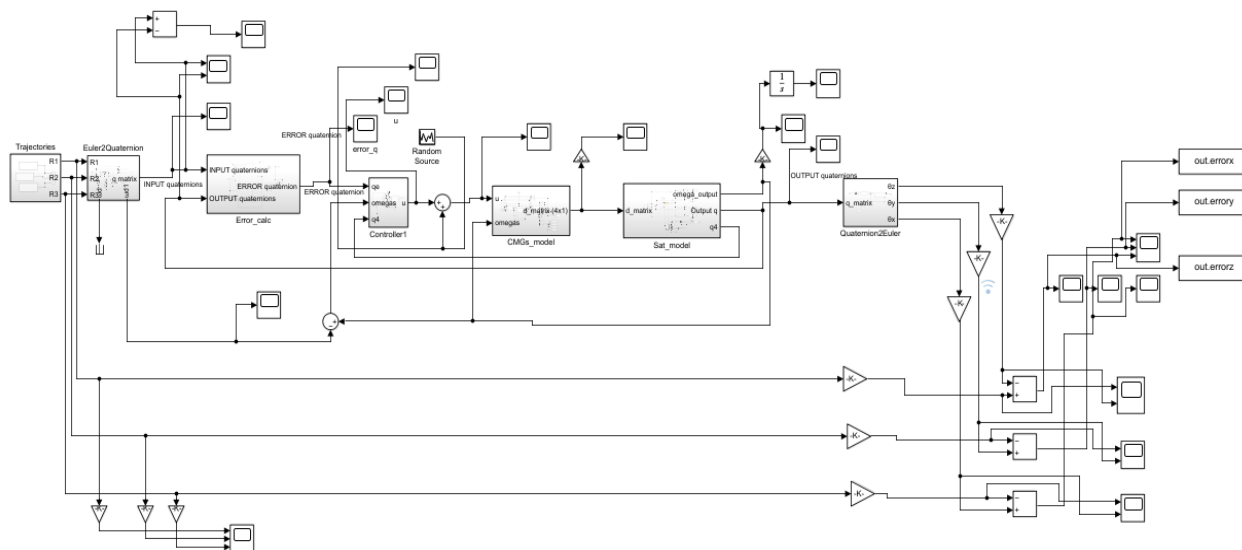 +
−
1
s
Trajectories
R1
R2
R3
Euler2Quaternion
R1
R2
R3
q matrix
INPUT quaternions
INPUT quaternions
ERROR quaternion
OUTPUT quaternions
Error_calc
ERROR quaternion
ERROR quaternion
error_q
u
Random
Source
qe
omegas
q4
u
Controller1
u
omegas
d_matrix (4x1)
CMGs_model
d_matrix
omega_output
Output q
q4
Sat_model
OUTPUT quaternions
q_matrix
θz
θy
θx
Quaternion2Euler
-K-
-K-
-K-
out.errorx
out.errory
out.errorz
-K-
-K-
-K-
−
+
−
+
−
+